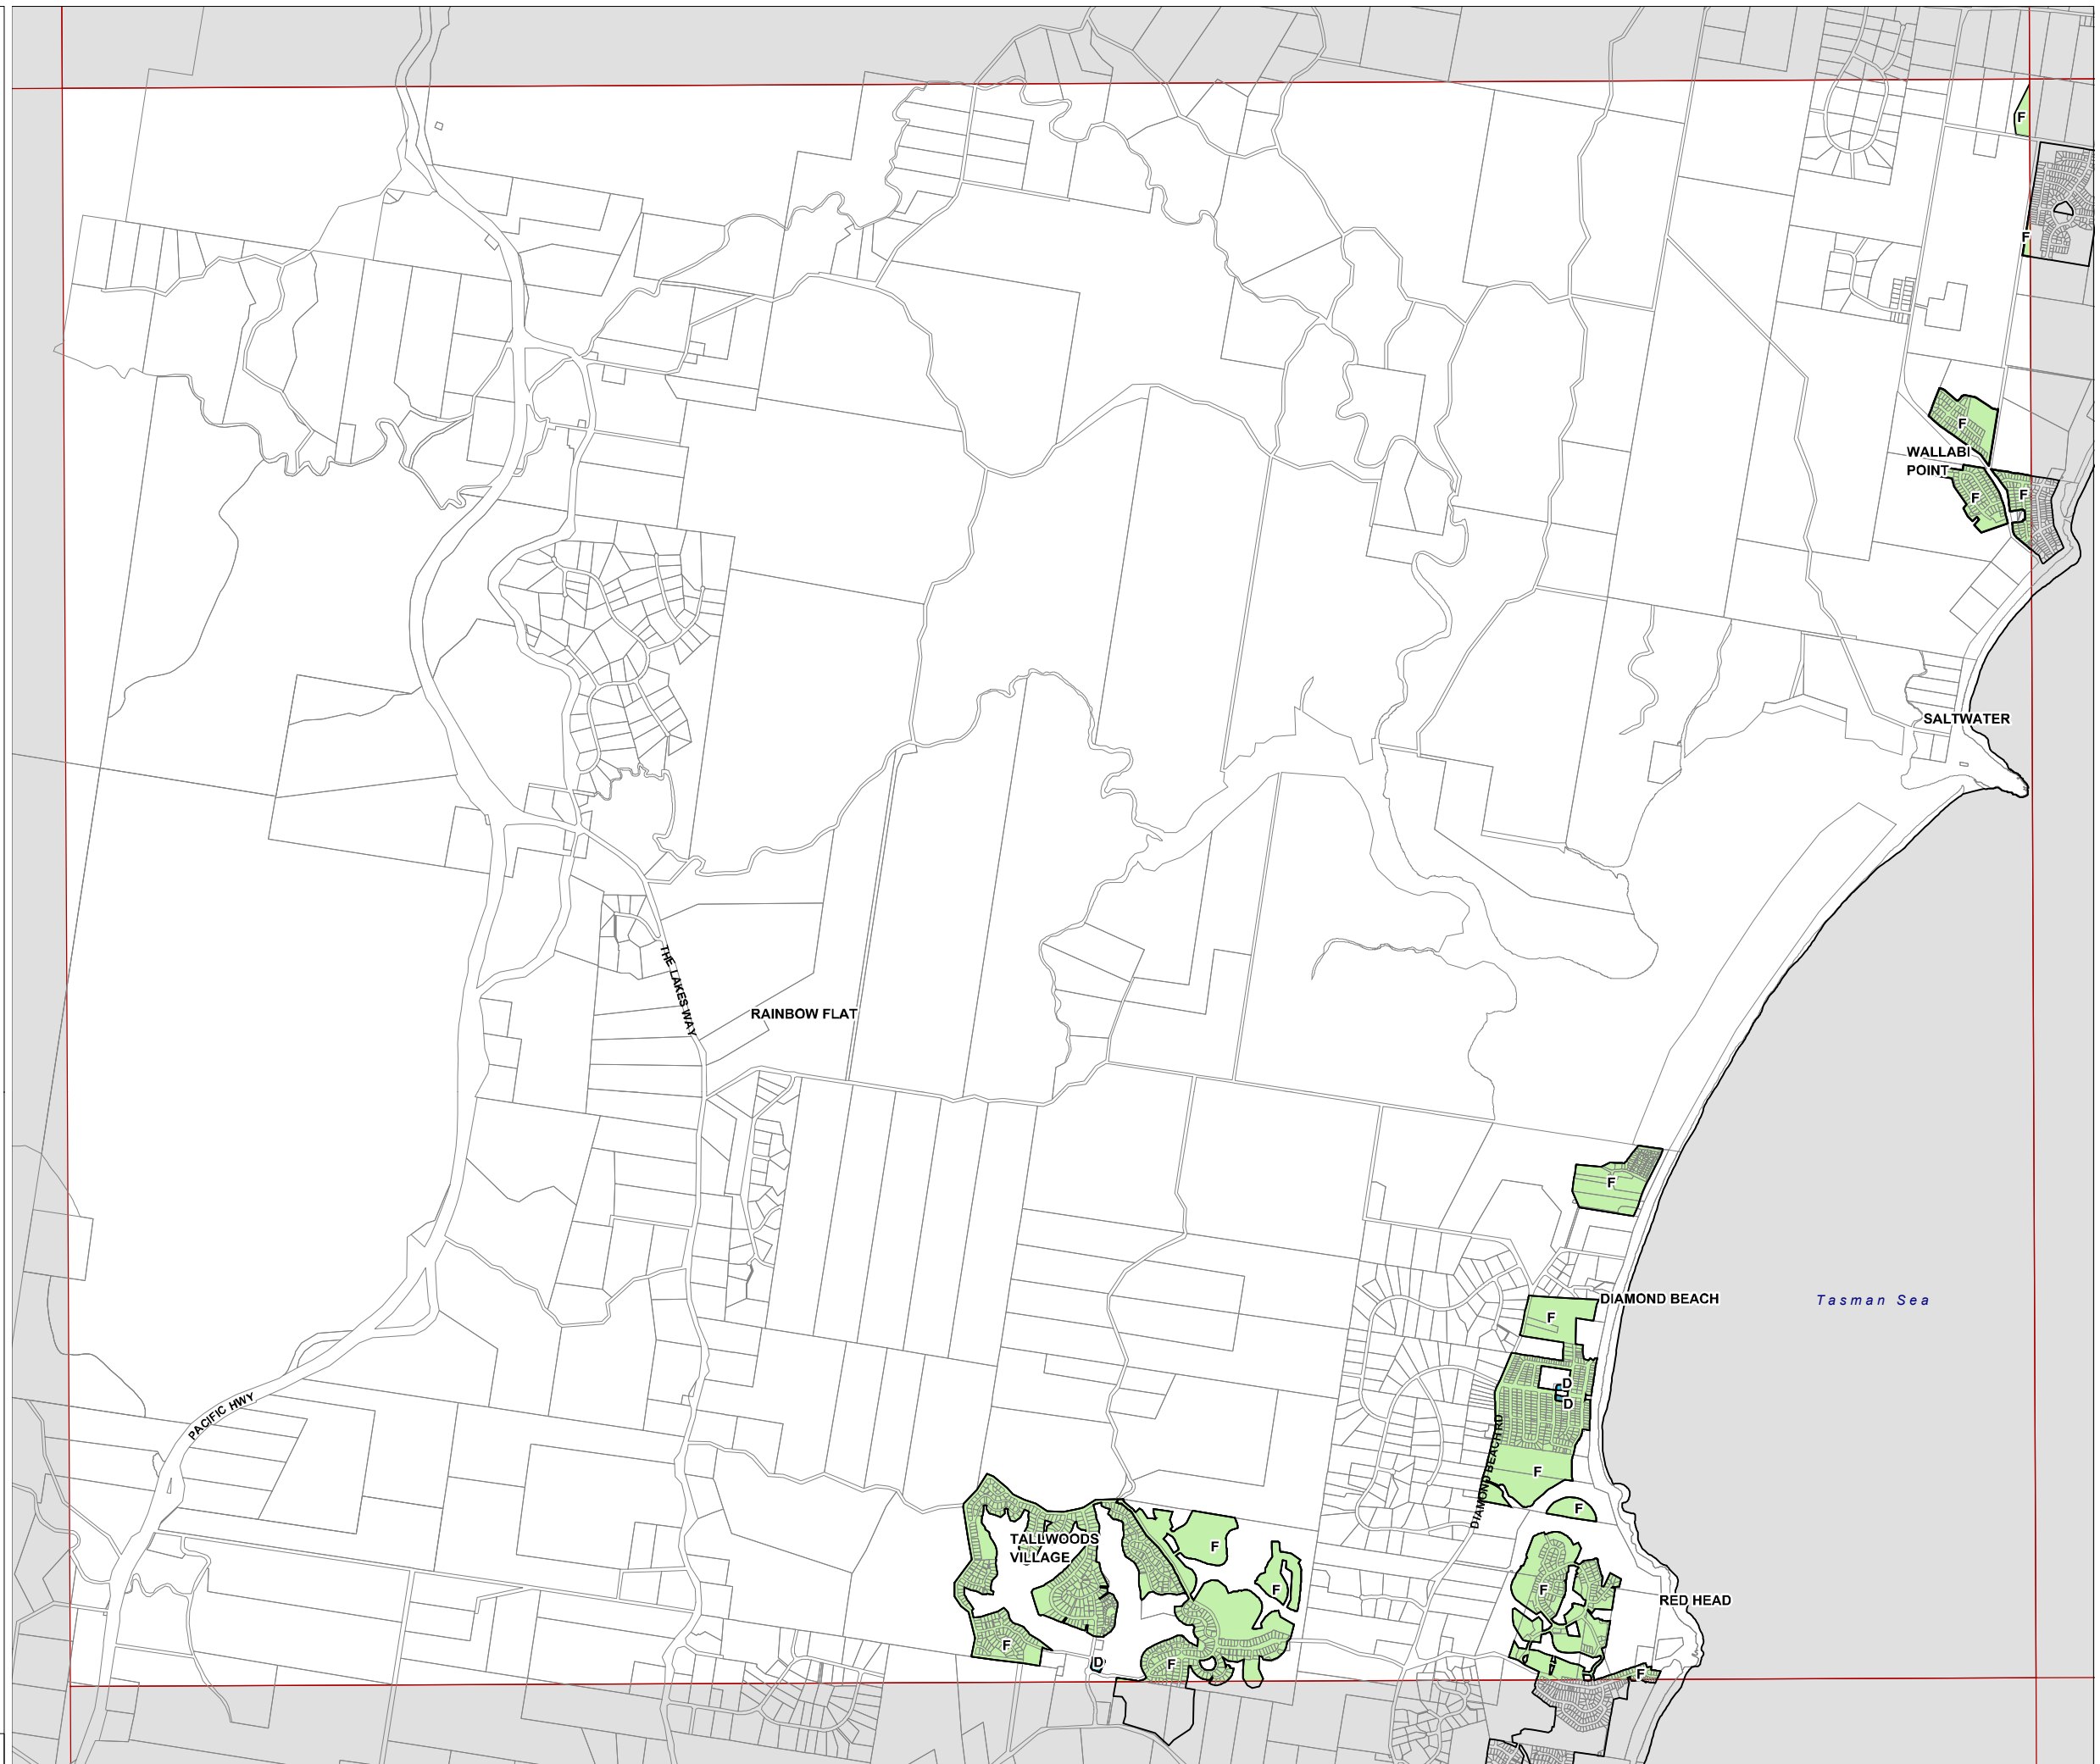 F
F
F
WALLABI
POINT
F
F
SALTWATER
THE LAKES WAY
RAINBOW FLAT
F
DIAMOND BEACH
Tasman Sea
F
D
D
PACIFIC HWY
DIAMOND BEACH RD
F
F
TALLWOODS
VILLAGE
F
F
F
RED HEAD
F
D
F
F